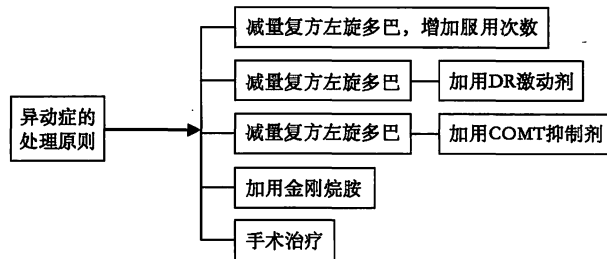 异动症的
处理原则
减量复方左旋多巴，增加服用次数
减量复方左旋多巴
加用DR激动剂
减量复方左旋多巴
加用COMT抑制剂
加用金刚烷胺
手术治疗